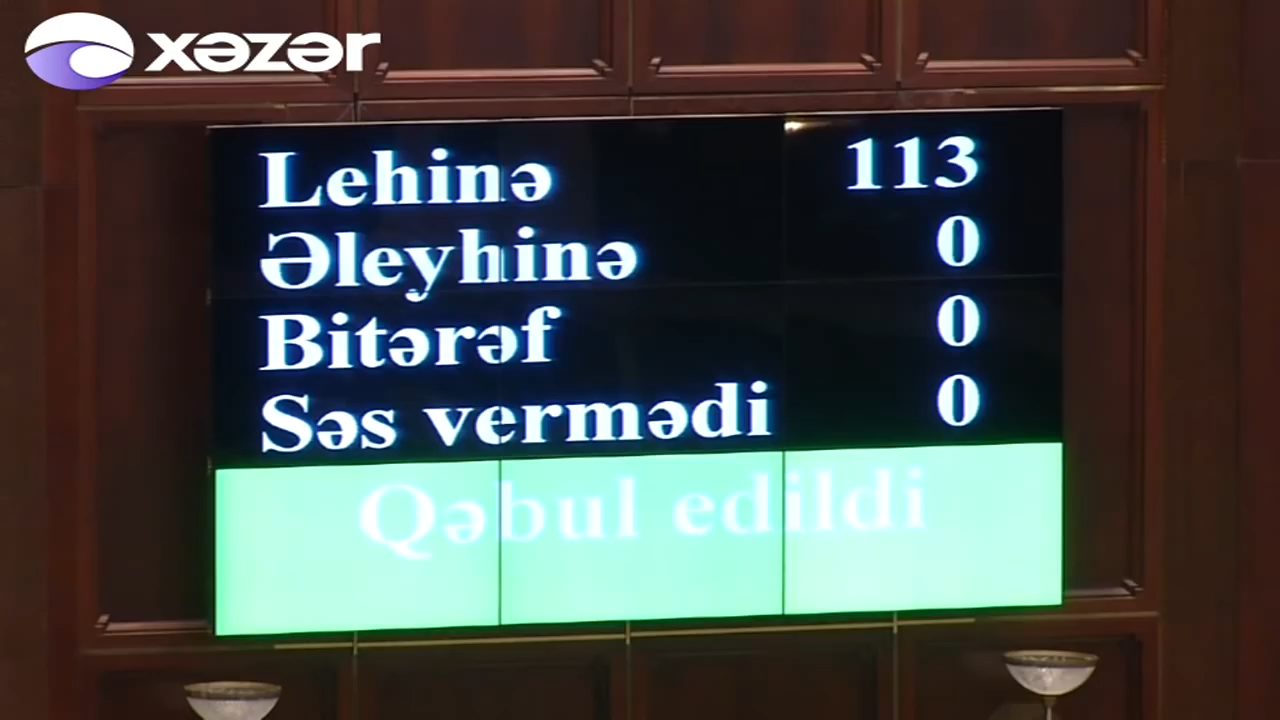 xəzər
Lehinə 113
Əleyhinə 0
Bitərəf 0
Səs vermədi 0
Qəbul edildi